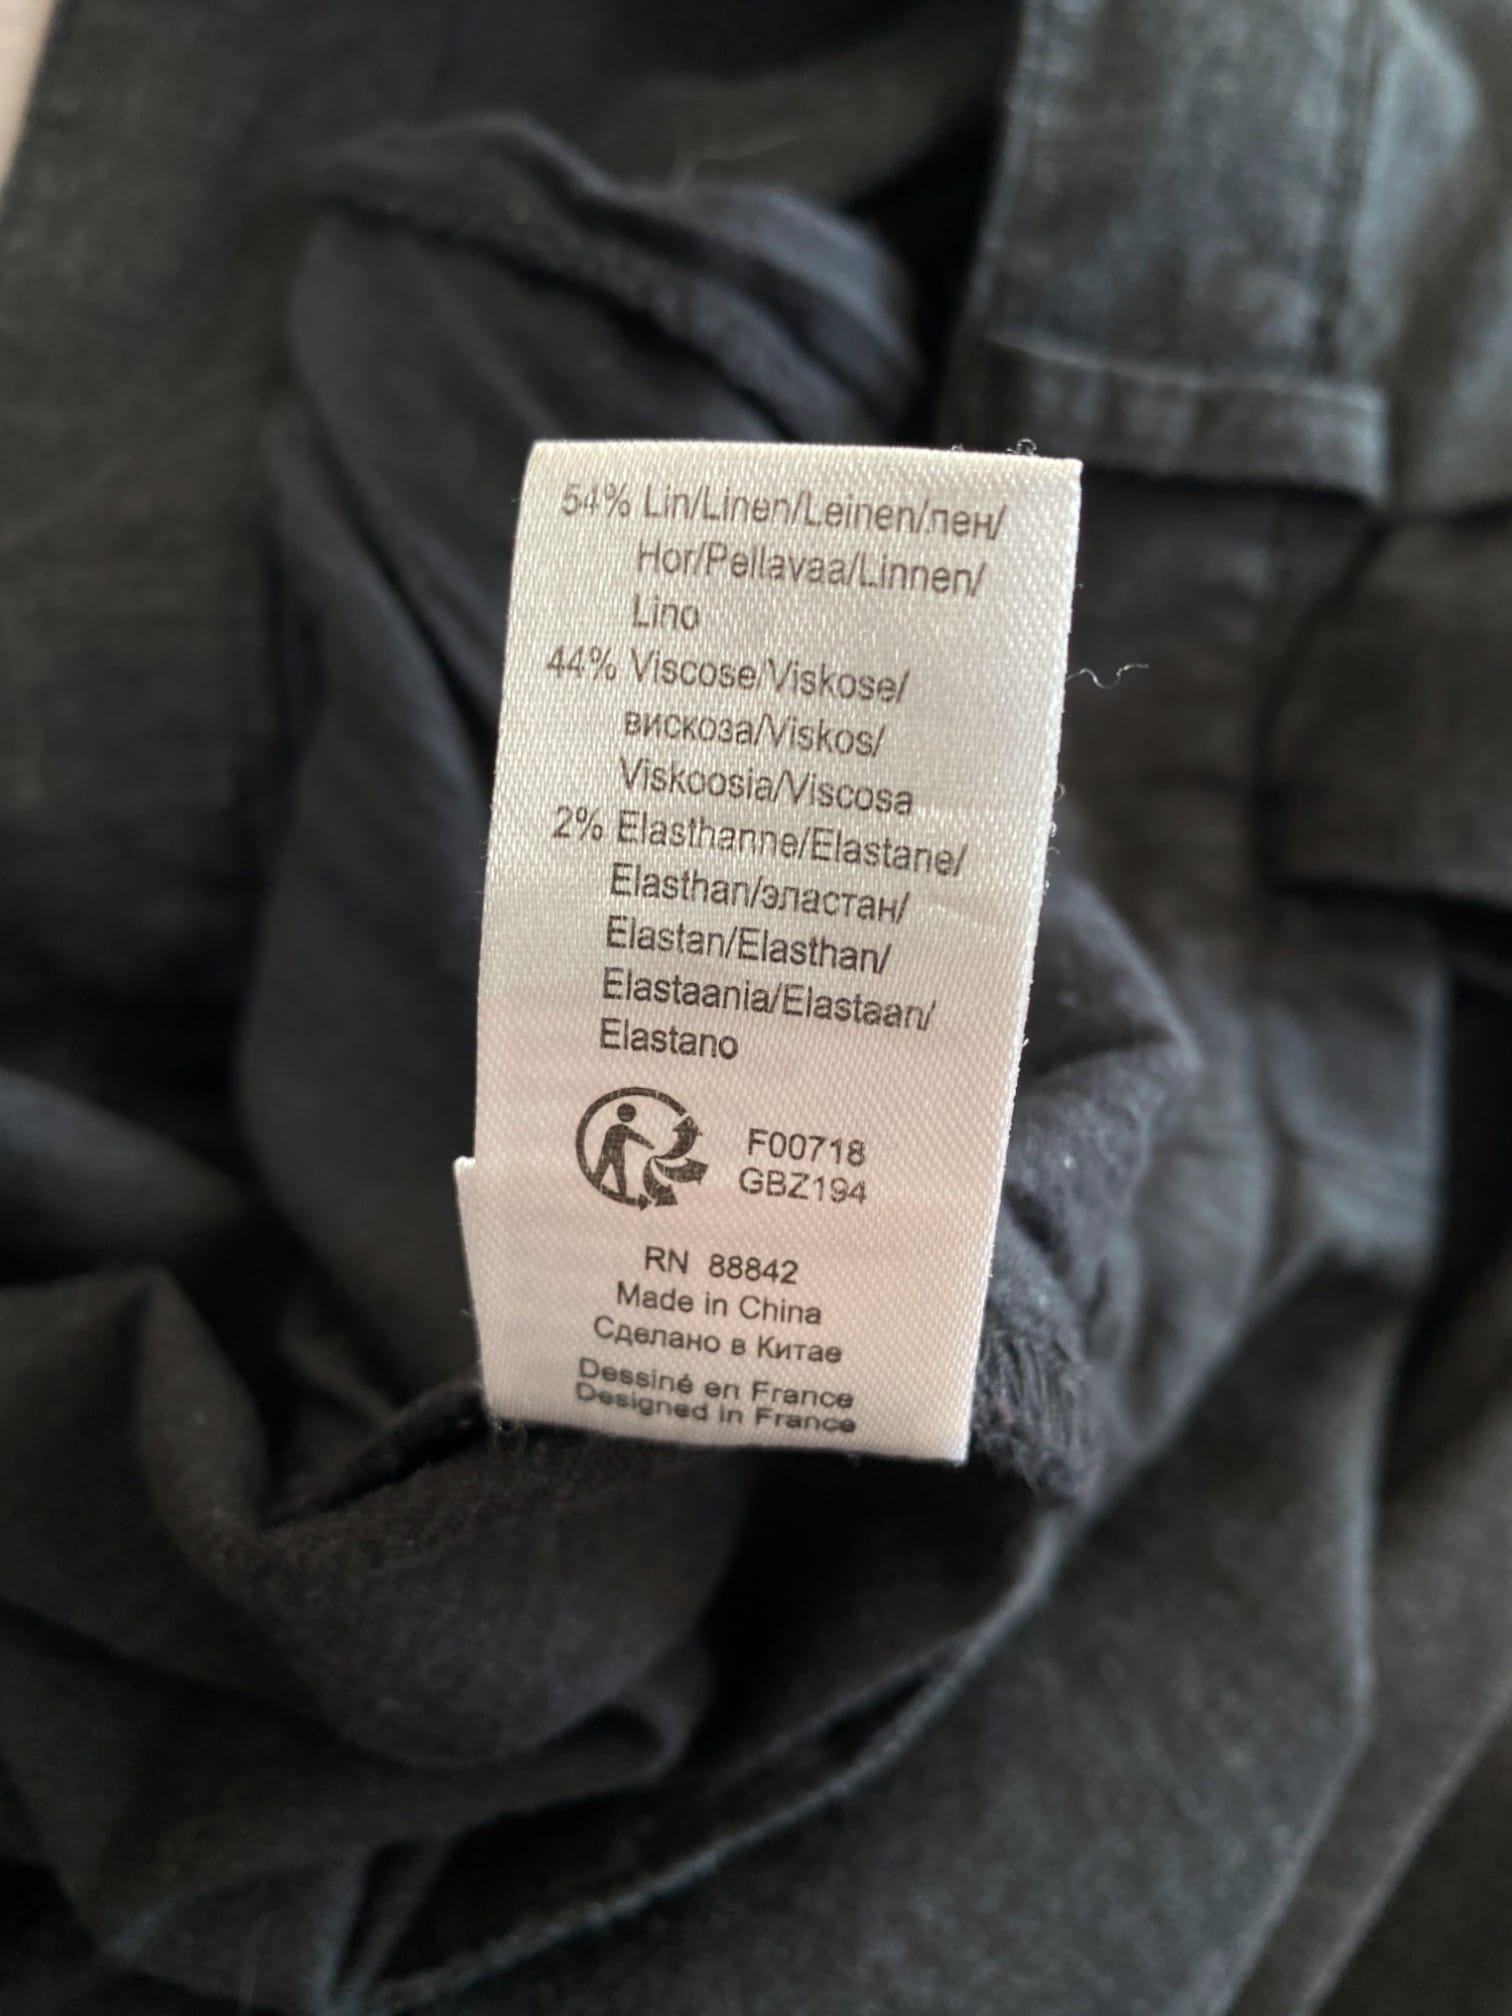 54% Lin/Linen/Leinen/лен/
Hor/Pellavaa/Linnen/
Lino
44% Viscose/Viskose/
вискоза/Viskos/
Viskoosia/Viscosa
2% Elasthanne/Elastane/
Elasthan/эластан/
Elastan/Elasthan/
Elastaania/Elastaan/
Elastano
F00718
GBZ194
RN 88842
Made in China
Сделано в Китае
Dessiné en France
Designed in France